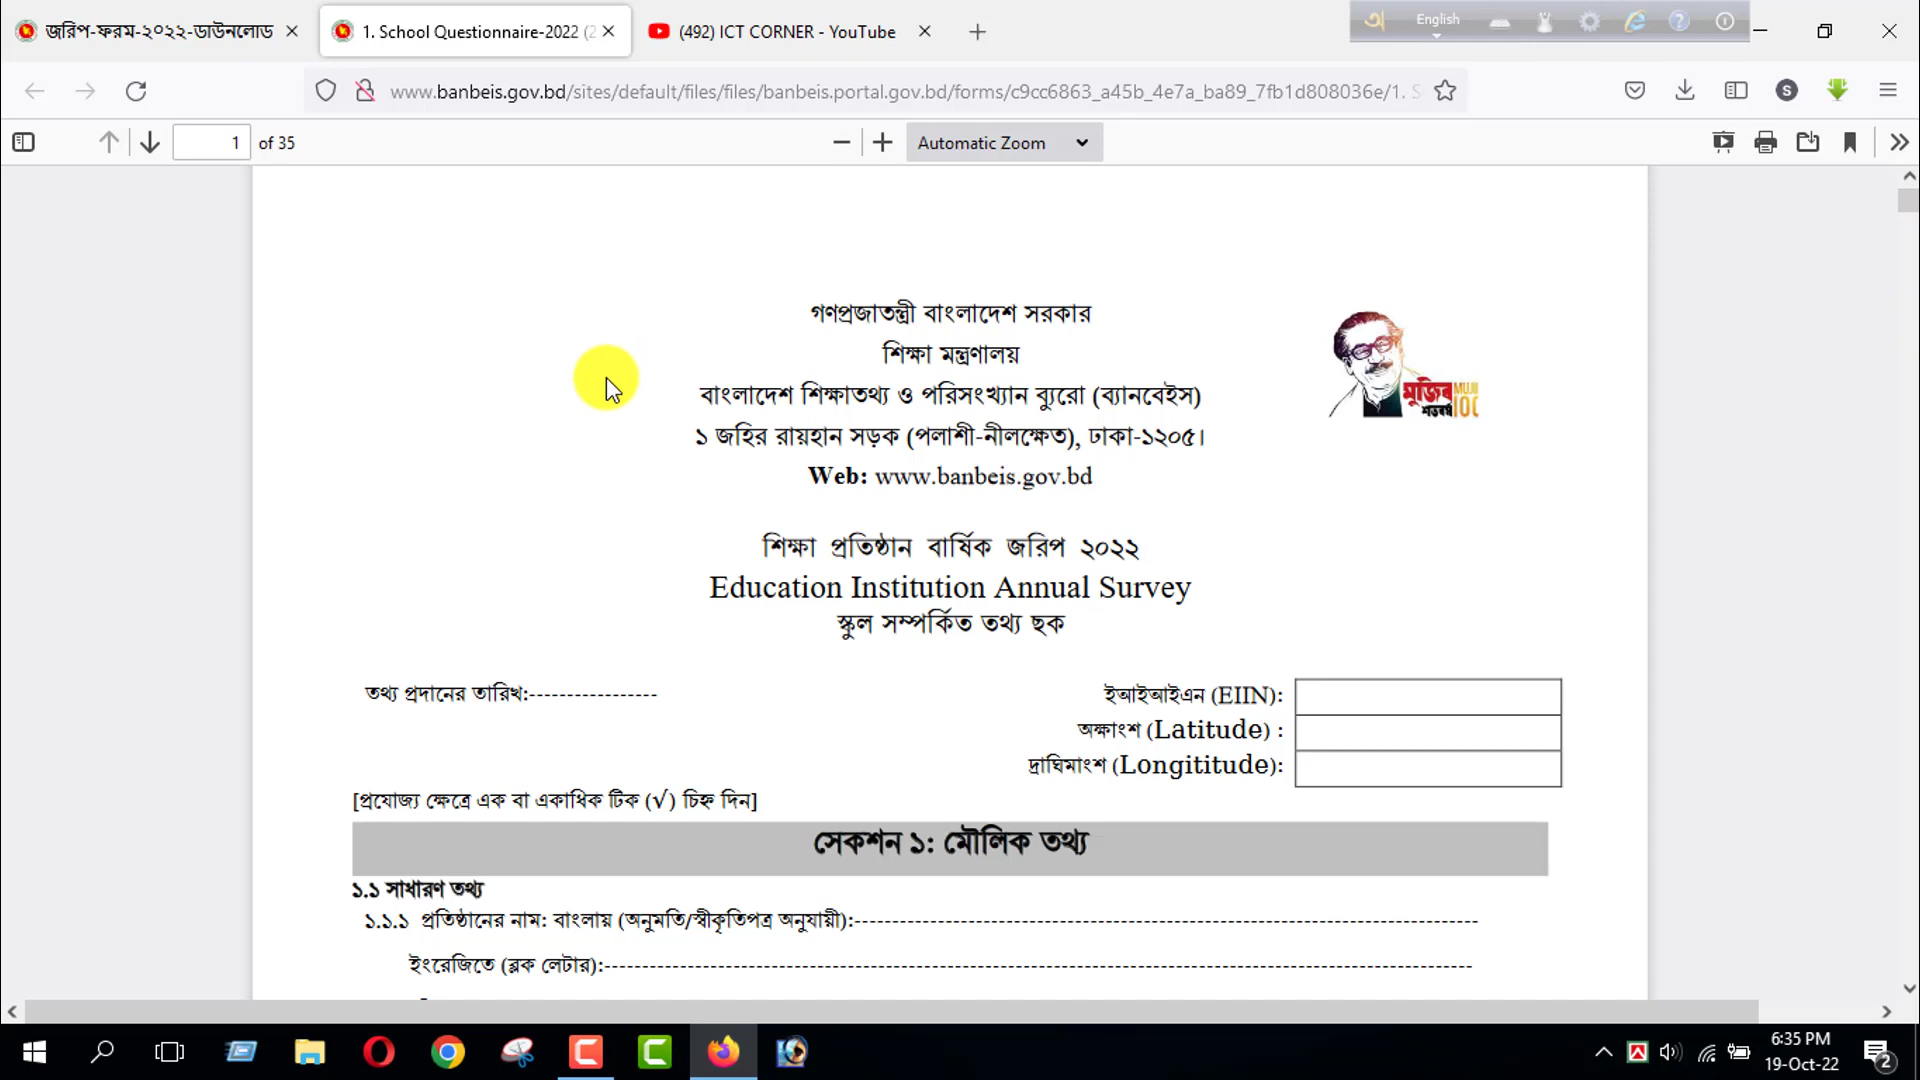 জরিপ-ফরম-২০২২-ডাউনলোড
1. School Questionnaire-2022 (2
(492) ICT CORNER - YouTube
English
www.banbeis.gov.bd/sites/default/files/files/banbeis.portal.gov.bd/forms/c9cc6863_a45b_4e7a_ba89_7fb1d808036e/1. S
1 of 35
Automatic Zoom
গণপ্রজাতন্ত্রী বাংলাদেশ সরকার
শিক্ষা মন্ত্রণালয়
বাংলাদেশ শিক্ষাতথ্য ও পরিসংখ্যান ব্যুরো (ব্যানবেইস)
১ জহির রায়হান সড়ক (পলাশী-নীলক্ষেত), ঢাকা-১২০৫।
Web: www.banbeis.gov.bd
মুজিব MUJIB
শতবর্ষ 100
শিক্ষা প্রতিষ্ঠান বার্ষিক জরিপ ২০২২
Education Institution Annual Survey
স্কুল সম্পর্কিত তথ্য ছক
তথ্য প্রদানের তারিখ:-----------------
ইআইআইএন (EIIN):
অক্ষাংশ (Latitude) :
দ্রাঘিমাংশ (Longititude):
[প্রযোজ্য ক্ষেত্রে এক বা একাধিক টিক (√) চিহ্ন দিন]
সেকশন ১: মৌলিক তথ্য
১.১ সাধারণ তথ্য
১.১.১ প্রতিষ্ঠানের নাম: বাংলায় (অনুমতি/স্বীকৃতিপত্র অনুযায়ী):-----------------------------------------------------------------------------------
ইংরেজিতে (ব্লক লেটার):--------------------------------------------------------------------------------------------------------------------
6:35 PM
19-Oct-22
2